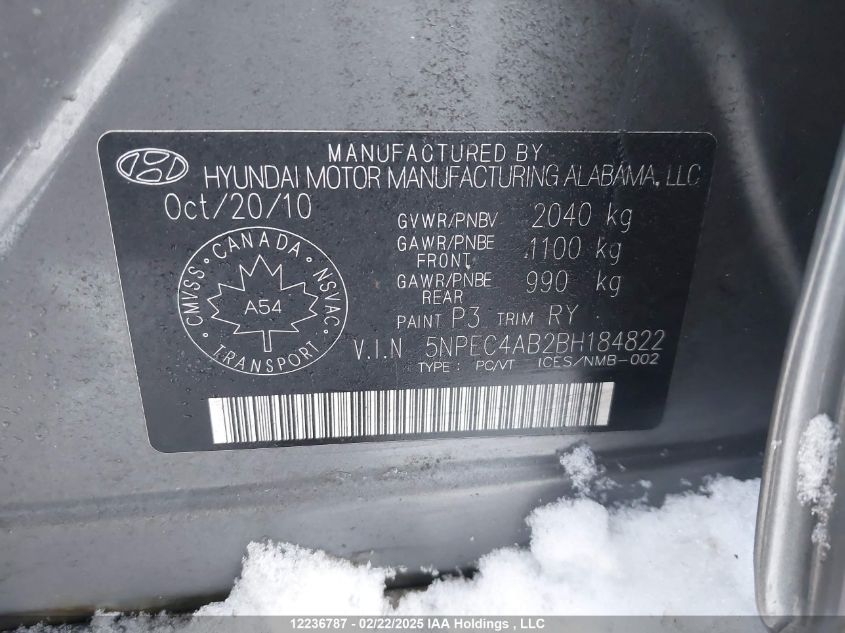 MANUFACTURED BY
HYUNDAI MOTOR MANUFACTURING ALABAMA, LLC
Oct/20/10
GVWR/PNBV 2040 kg
GAWR/PNBE FRONT 1100 kg
GAWR/PNBE REAR 990 kg
PAINT P3 TRIM RY
V.I.N 5NPEC4AB2BH184822
TYPE: PC/VT ICES/NMB-002
CMVSS · CANADA · NSVAC
A54
· TRANSPORT ·
12236787 - 02/22/2025 IAA Holdings , LLC